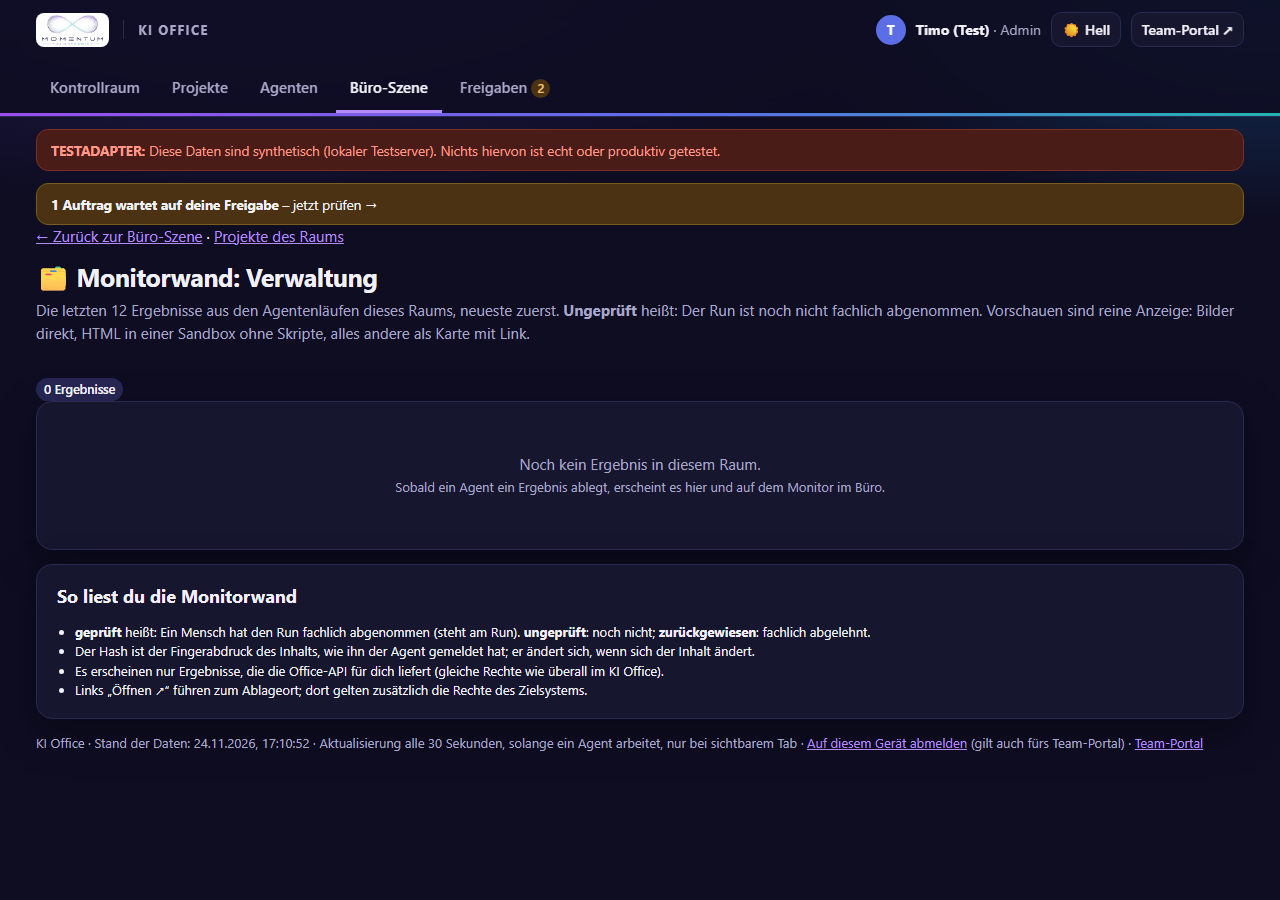 MOMENTUM
KI OFFICE
T Timo (Test) · Admin
Hell
Team-Portal ↗
Kontrollraum
Projekte
Agenten
Büro-Szene
Freigaben 2
TESTADAPTER: Diese Daten sind synthetisch (lokaler Testserver). Nichts hiervon ist echt oder produktiv getestet.
1 Auftrag wartet auf deine Freigabe – jetzt prüfen →
← Zurück zur Büro-Szene · Projekte des Raums
Monitorwand: Verwaltung
Die letzten 12 Ergebnisse aus den Agentenläufen dieses Raums, neueste zuerst. Ungeprüft heißt: Der Run ist noch nicht fachlich abgenommen. Vorschauen sind reine Anzeige: Bilder
direkt, HTML in einer Sandbox ohne Skripte, alles andere als Karte mit Link.
0 Ergebnisse
Noch kein Ergebnis in diesem Raum.
Sobald ein Agent ein Ergebnis ablegt, erscheint es hier und auf dem Monitor im Büro.
So liest du die Monitorwand
• geprüft heißt: Ein Mensch hat den Run fachlich abgenommen (steht am Run). ungeprüft: noch nicht; zurückgewiesen: fachlich abgelehnt.
• Der Hash ist der Fingerabdruck des Inhalts, wie ihn der Agent gemeldet hat; er ändert sich, wenn sich der Inhalt ändert.
• Es erscheinen nur Ergebnisse, die die Office-API für dich liefert (gleiche Rechte wie überall im KI Office).
• Links „Öffnen ↗“ führen zum Ablageort; dort gelten zusätzlich die Rechte des Zielsystems.
KI Office · Stand der Daten: 24.11.2026, 17:10:52 · Aktualisierung alle 30 Sekunden, solange ein Agent arbeitet, nur bei sichtbarem Tab · Auf diesem Gerät abmelden (gilt auch fürs Team-Portal) · Team-Portal